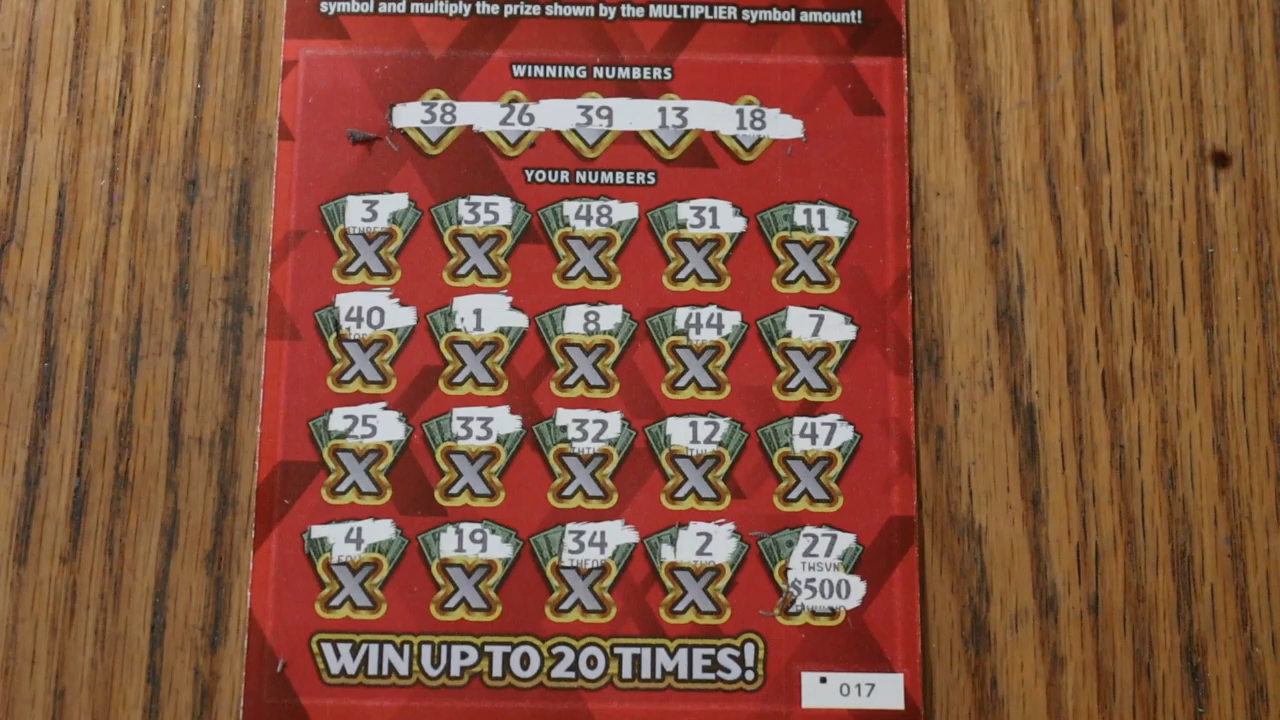 symbol and multiply the prize shown by the MULTIPLIER symbol amount!
WINNING NUMBERS
38 26 39 13 18
YOUR NUMBERS
3 35 48 31 11
X X X X X
40 1 8 44 7
X X X X X
25 33 32 12 47
X X X X X
4 19 34 2 27
TWSVN
X X X X $500
WIN UP TO 20 TIMES!
017